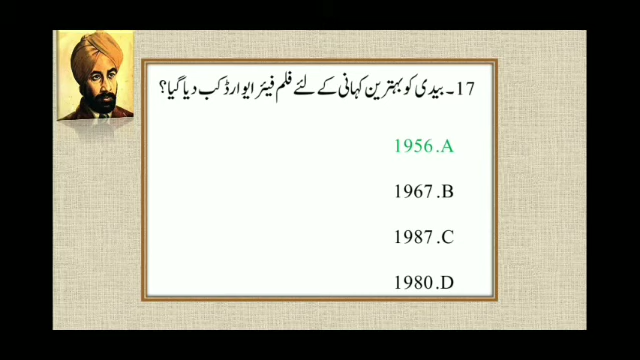 17۔ بیدی کو بہترین کہانی کے لئے فلم فیئر ایوارڈ کب دیا گیا؟
1956.A
1967.B
1987.C
1980.D